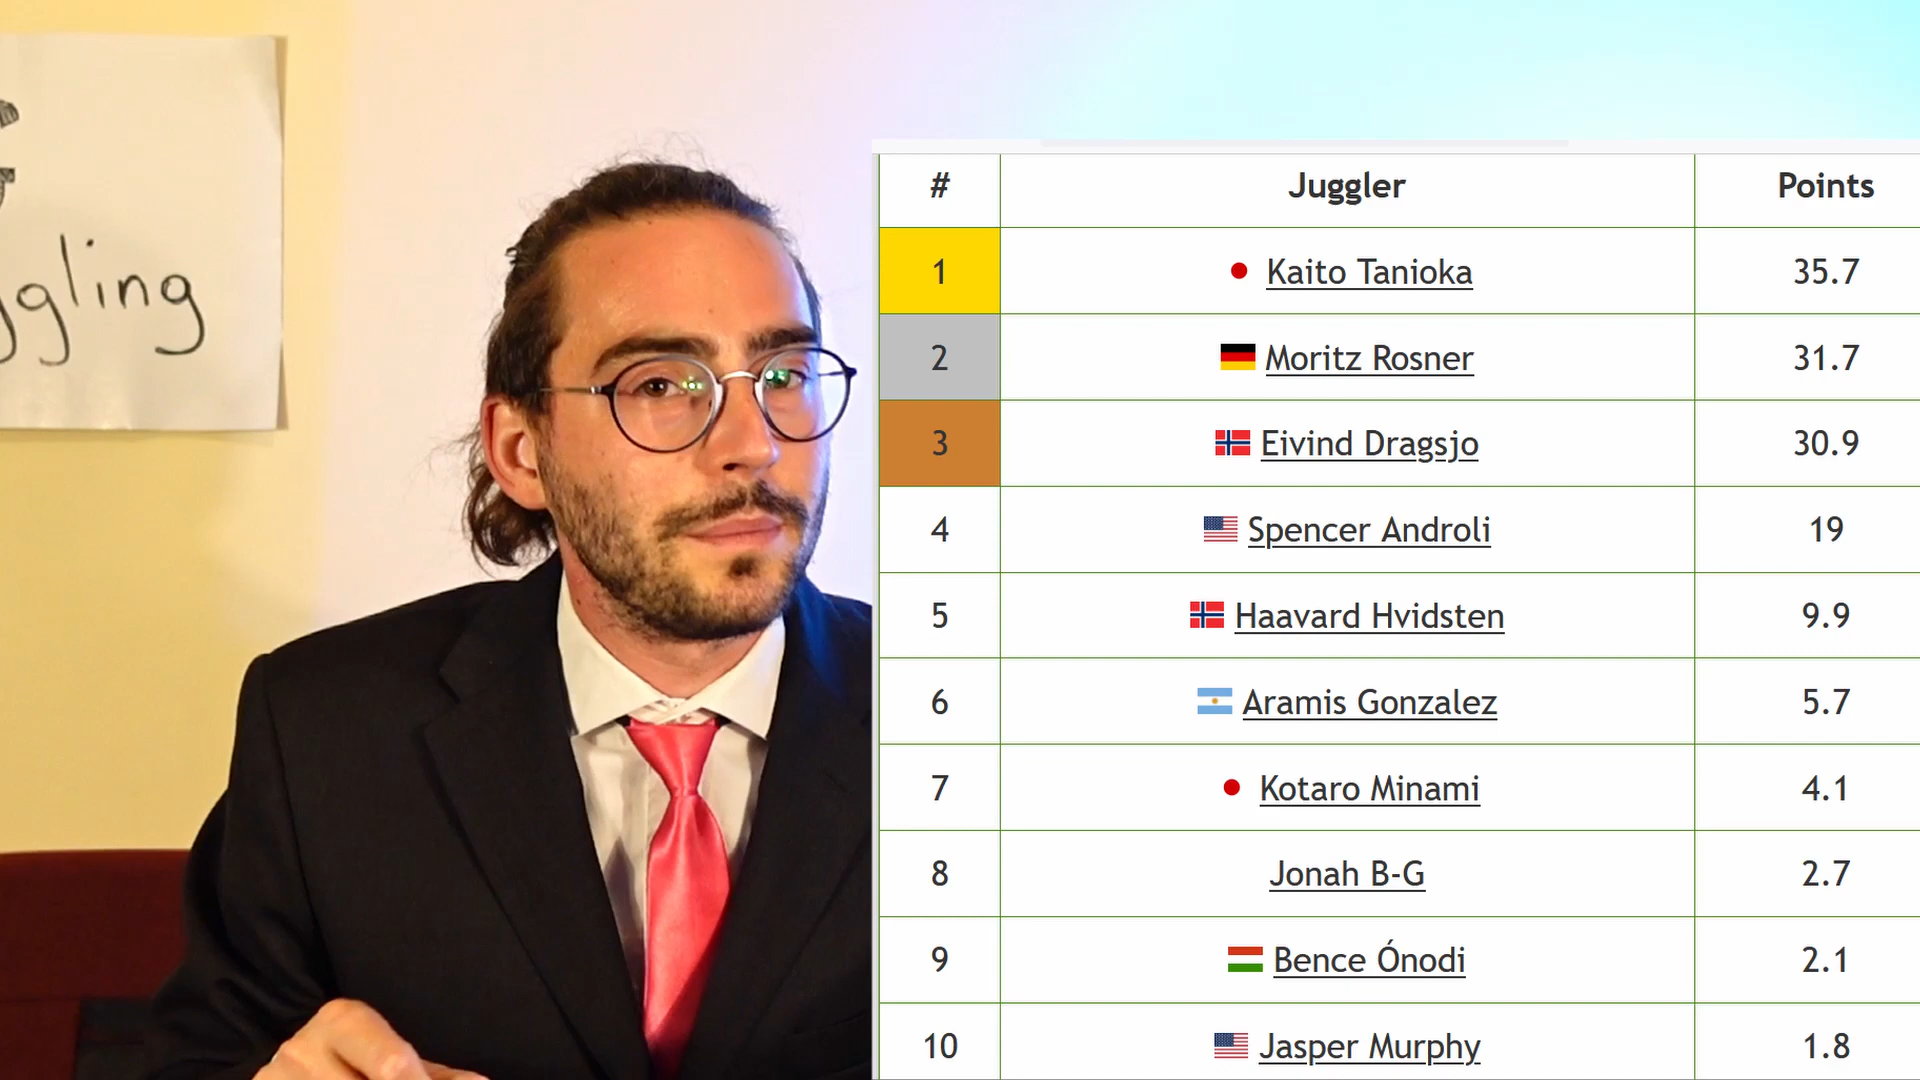 ggling
# Juggler Points
1 Kaito Tanioka 35.7
2 Moritz Rosner 31.7
3 Eivind Dragsjo 30.9
4 Spencer Androli 19
5 Haavard Hvidsten 9.9
6 Aramis Gonzalez 5.7
7 Kotaro Minami 4.1
8 Jonah B-G 2.7
9 Bence Ónodi 2.1
10 Jasper Murphy 1.8